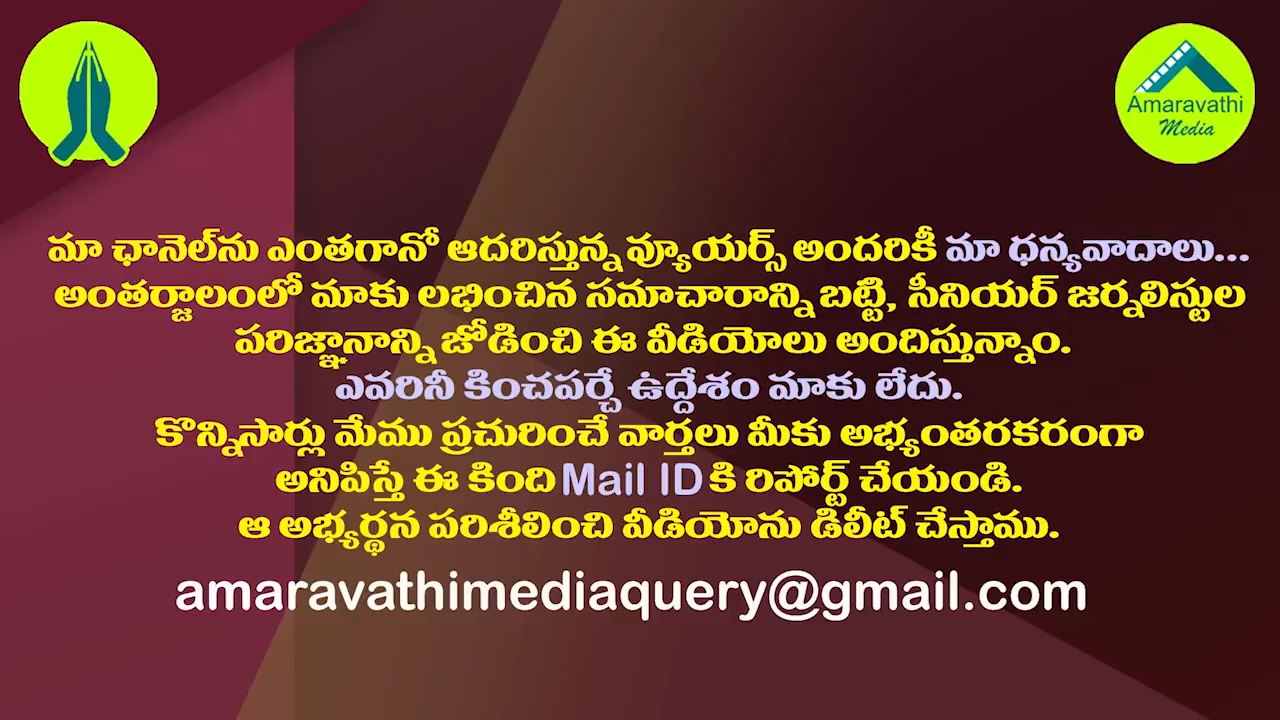 Amaravathi
Media
మా ఛానెల్‌ను ఎంతగానో ఆదరిస్తున్న వ్యూయర్స్ అందరికీ మా ధన్యవాదాలు...
అంతర్జాలంలో మాకు లభించిన సమాచారాన్ని బట్టి, సీనియర్ జర్నలిస్టుల
పరిజ్ఞానాన్ని జోడించి ఈ వీడియోలు అందిస్తున్నాం.
ఎవరినీ కించపర్చే ఉద్దేశం మాకు లేదు.
కొన్నిసార్లు మేము ప్రచురించే వార్తలు మీకు అభ్యంతరకరంగా
అనిపిస్తే ఈ కింది Mail ID కి రిపోర్ట్ చేయండి.
ఆ అభ్యర్థన పరిశీలించి వీడియోను డిలీట్ చేస్తాము.
amaravathimediaquery@gmail.com